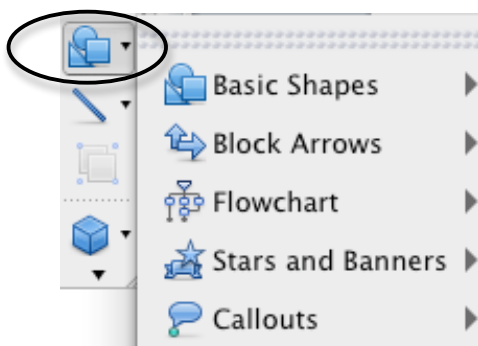 Basic Shapes
Block Arrows
Flowchart
Stars and Banners
Callouts